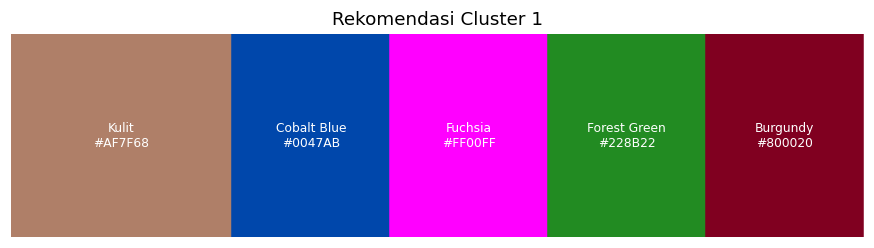 Rekomendasi Cluster 1
Kulit
#AF7F68
Cobalt Blue
#0047AB
Fuchsia
#FF00FF
Forest Green
#228B22
Burgundy
#800020